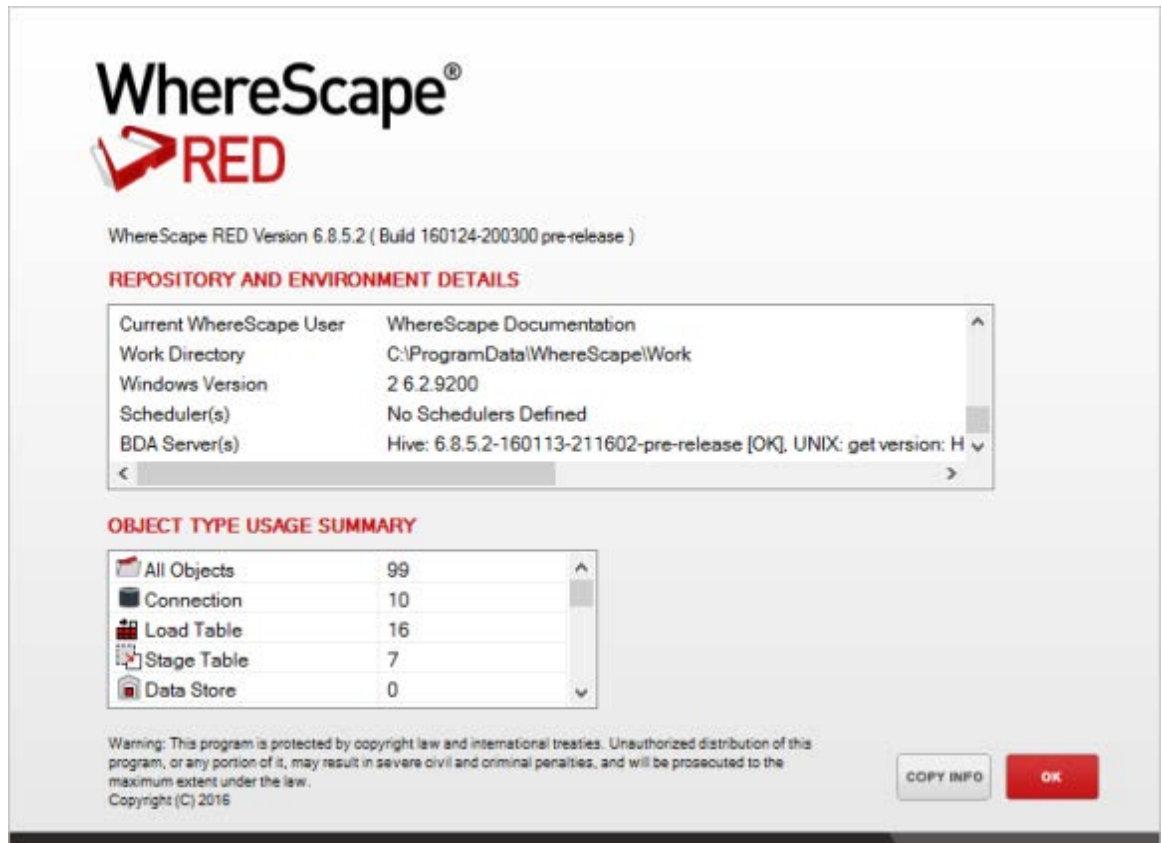 WhereScape®
RED
WhereScape RED Version 6.8.5.2 ( Build 160124-200300 pre-release )
REPOSITORY AND ENVIRONMENT DETAILS
Current WhereScape User WhereScape Documentation
Work Directory C:\ProgramData\WhereScape\Work
Windows Version 2 6.2.9200
Scheduler(s) No Schedulers Defined
BDA Server(s) Hive: 6.8.5.2-160113-211602-pre-release [OK], UNIX: get version: H
OBJECT TYPE USAGE SUMMARY
All Objects 99
Connection 10
Load Table 16
Stage Table 7
Data Store 0
Warning: This program is protected by copyright law and international treaties. Unauthorized distribution of this
program, or any portion of it, may result in severe civil and criminal penalties, and will be prosecuted to the
maximum extent under the law.
Copyright (C) 2016
COPY INFO
OK